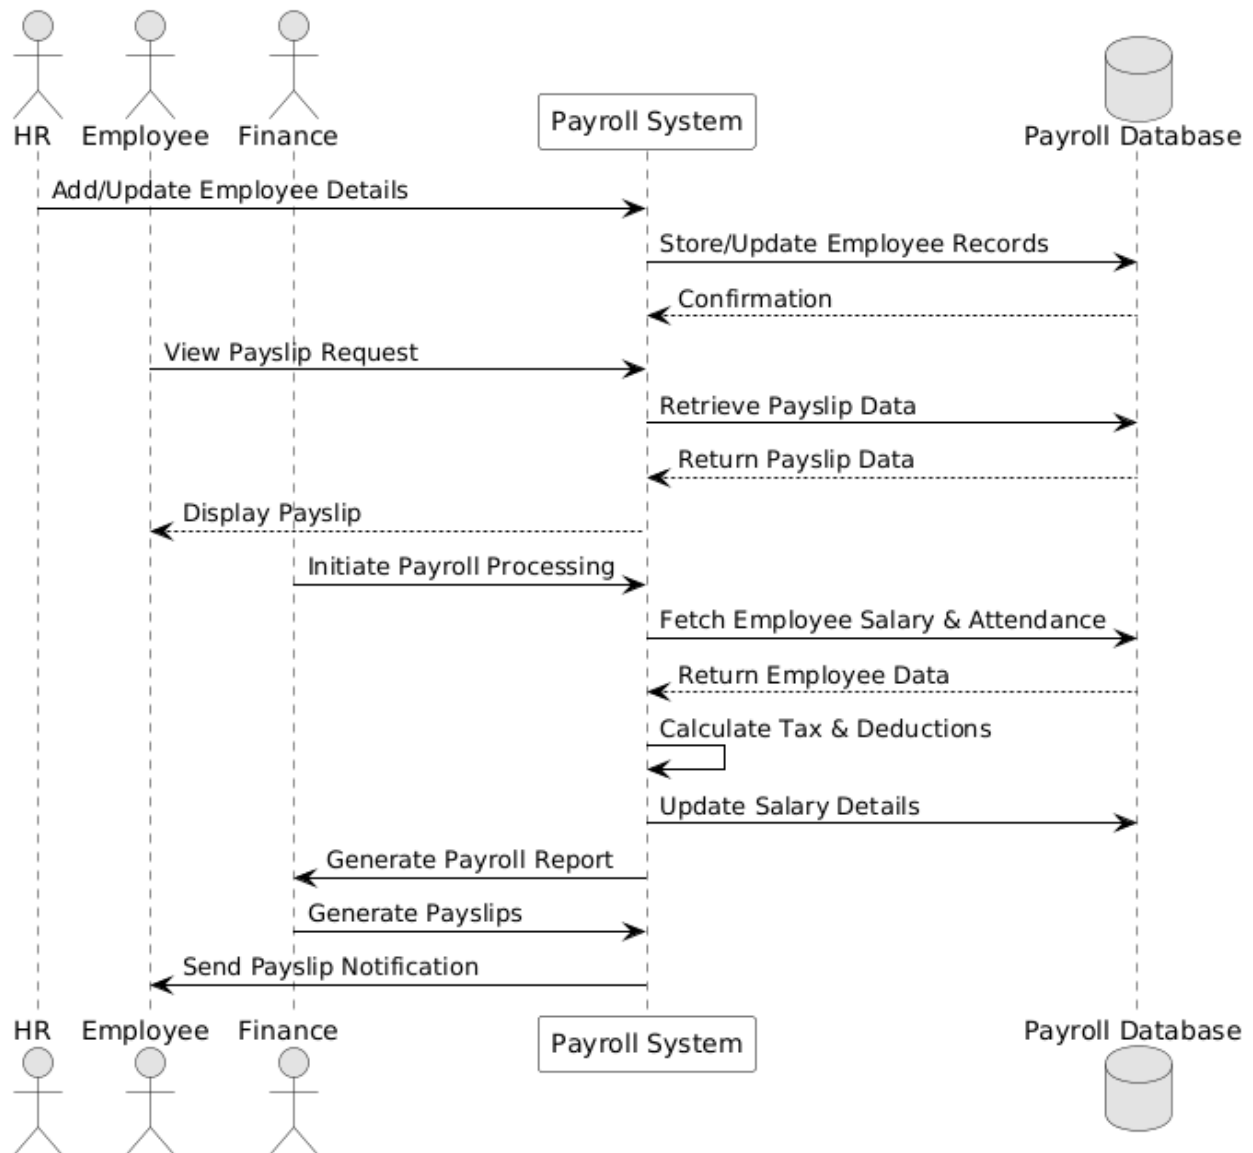 HR
Employee
Finance
Payroll System
Payroll Database
Add/Update Employee Details
Store/Update Employee Records
Confirmation
View Payslip Request
Retrieve Payslip Data
Return Payslip Data
Display Payslip
Initiate Payroll Processing
Fetch Employee Salary & Attendance
Return Employee Data
Calculate Tax & Deductions
Update Salary Details
Generate Payroll Report
Generate Payslips
Send Payslip Notification
HR
Employee
Finance
Payroll System
Payroll Database